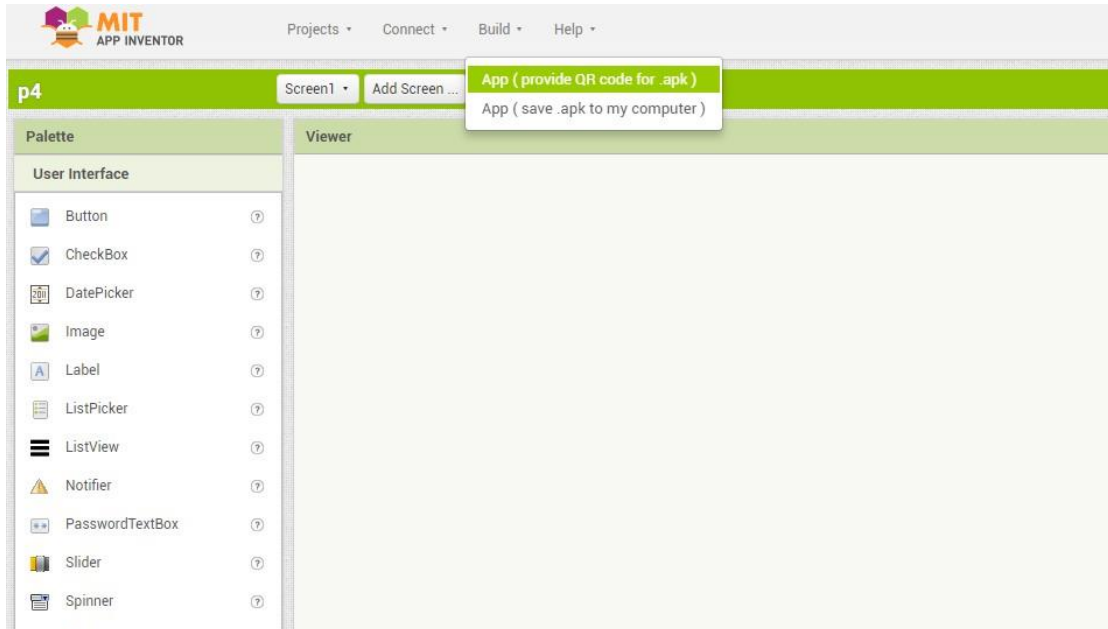 MIT
APP INVENTOR
Projects Connect Build Help
p4
Screen1 Add Screen ...
App ( provide QR code for .apk )
App ( save .apk to my computer )
Palette
Viewer
User Interface
Button ?
CheckBox ?
DatePicker ?
Image ?
A Label ?
ListPicker ?
ListView ?
Notifier ?
PasswordTextBox ?
Slider ?
Spinner ?